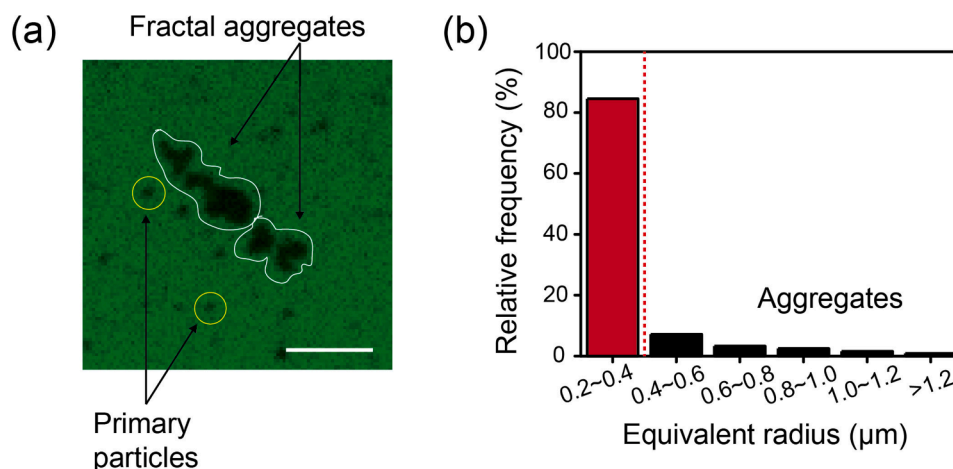 (a)
Fractal aggregates
Primary
particles
(b)
Relative frequency (%)
100
80
60
40
20
0
Aggregates
0.2~0.4
0.4~0.6
0.6~0.8
0.8~1.0
1.0~1.2
>1.2
Equivalent radius (μm)